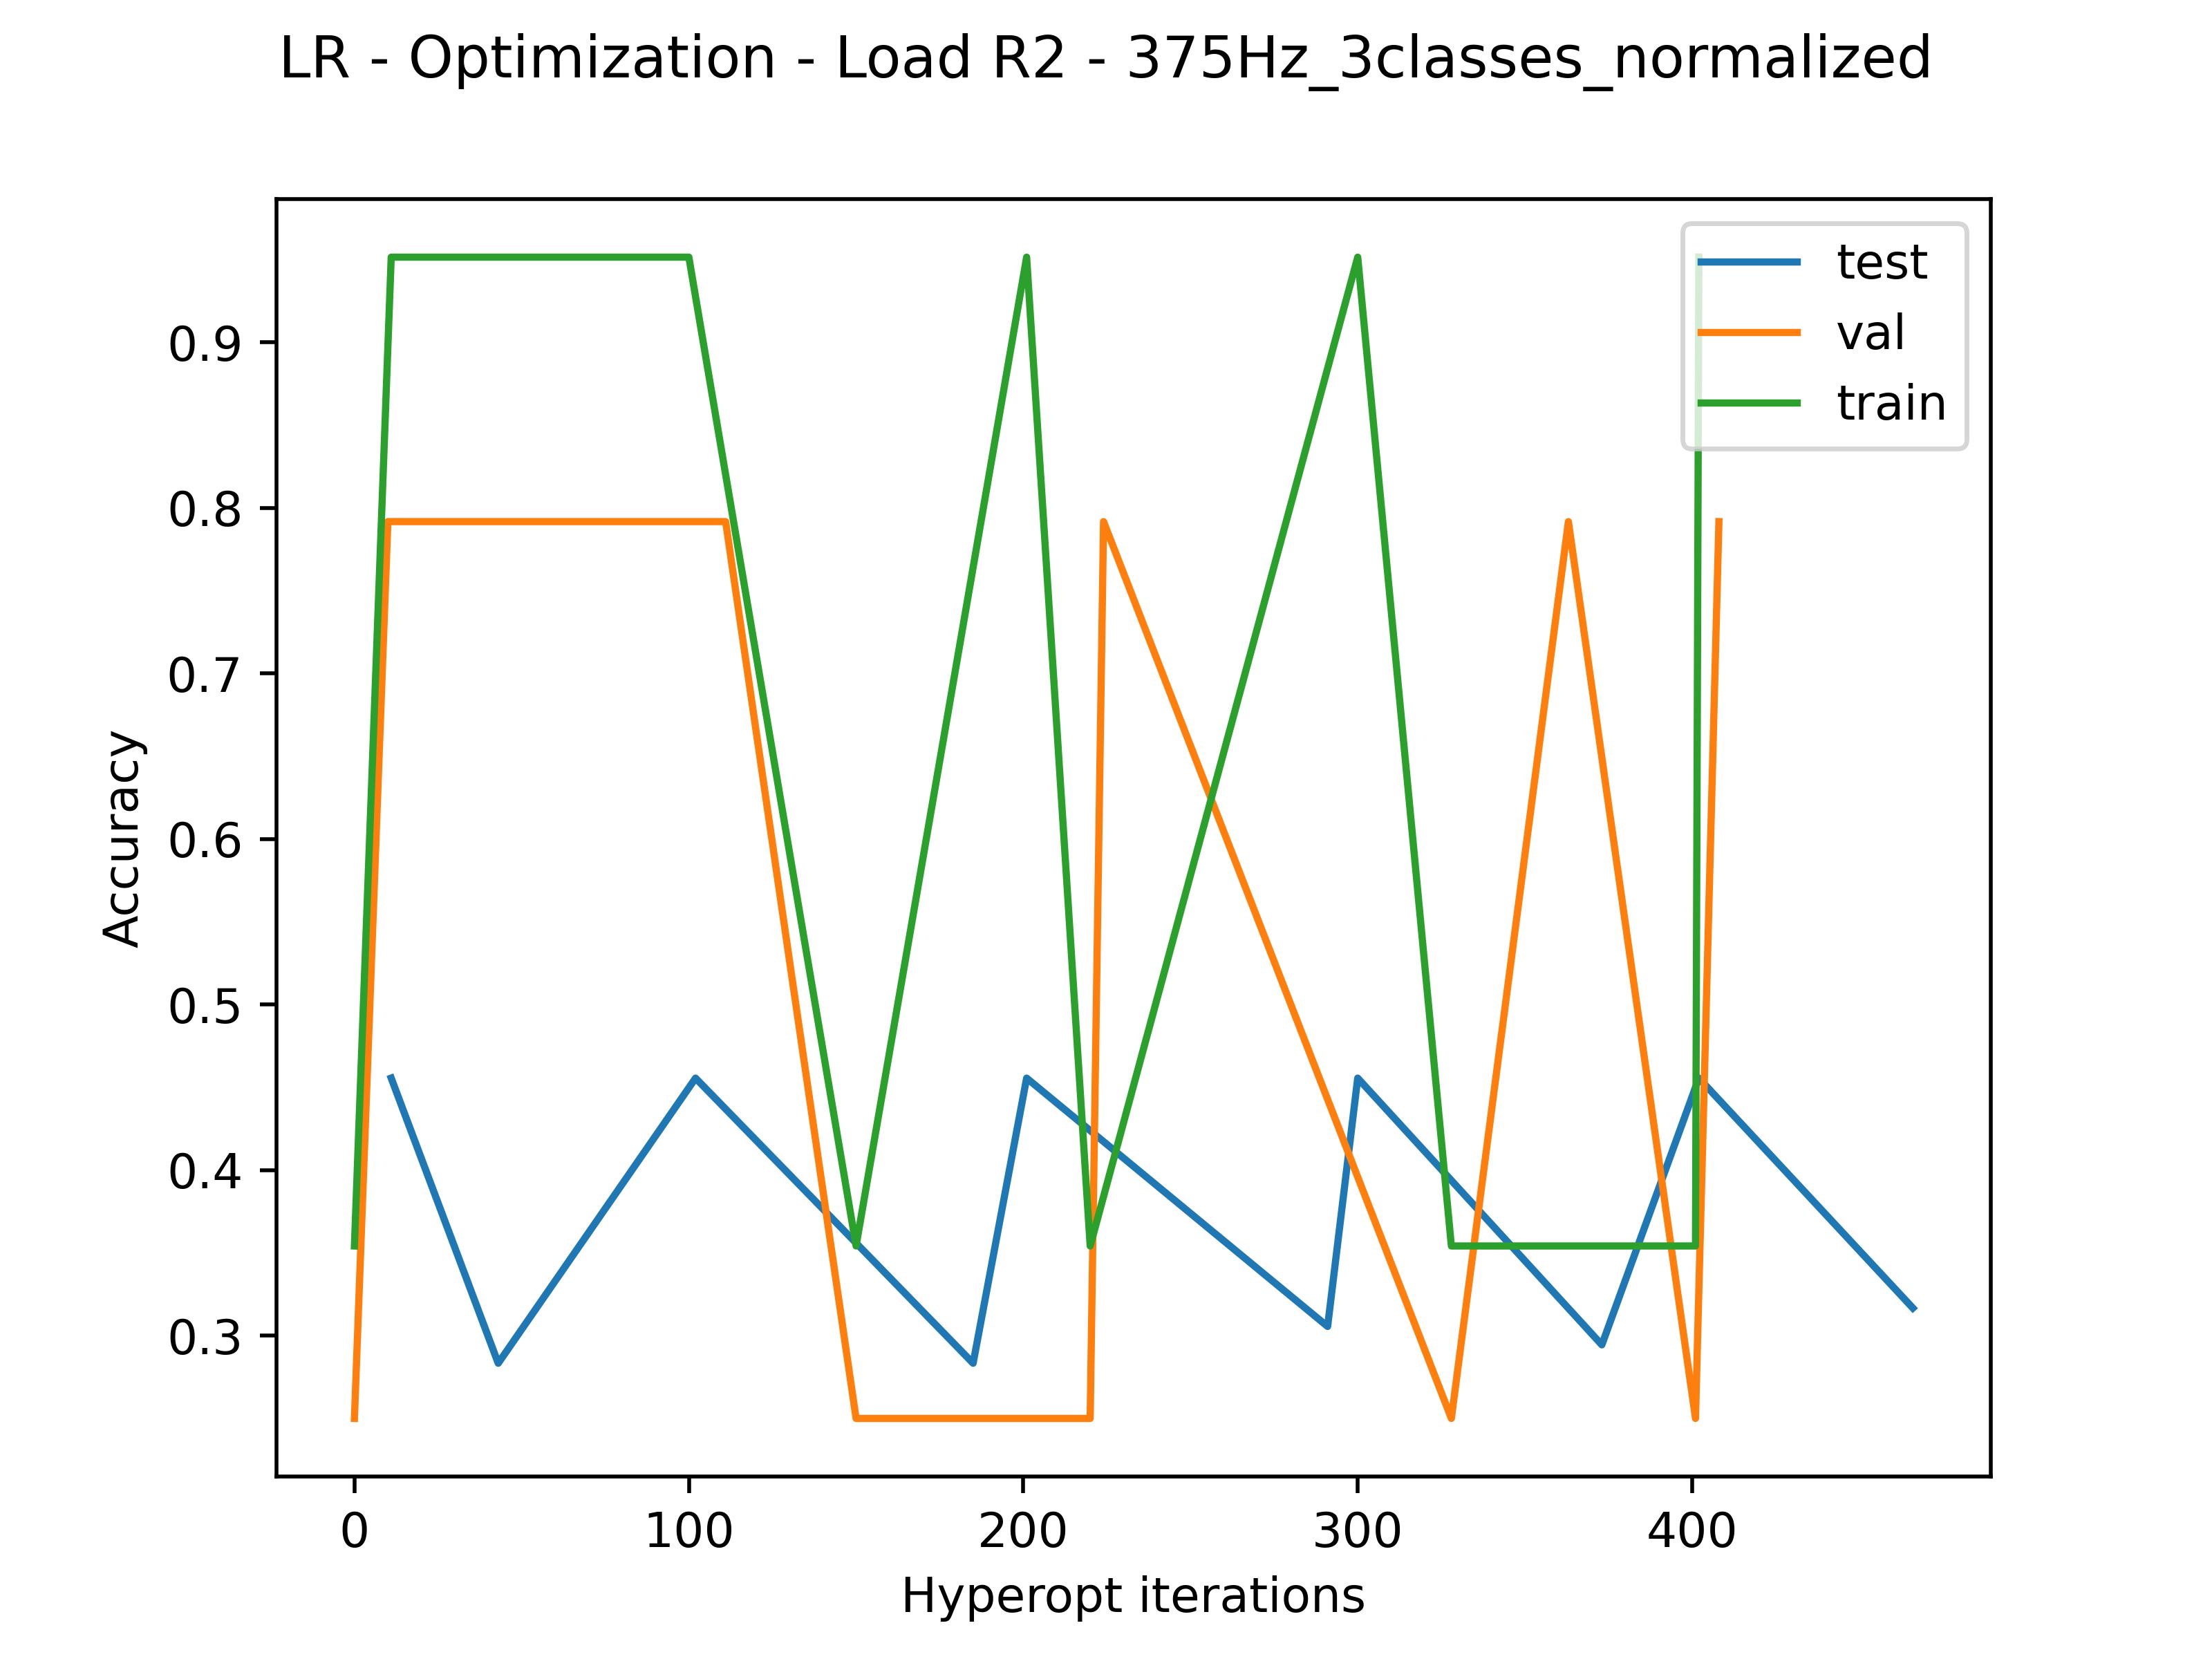 LR - Optimization - Load R2 - 375Hz_3classes_normalized
test
val
train
0.9
0.8
0.7
0.6
0.5
0.4
0.3
Accuracy
0 100 200 300 400
Hyperopt iterations